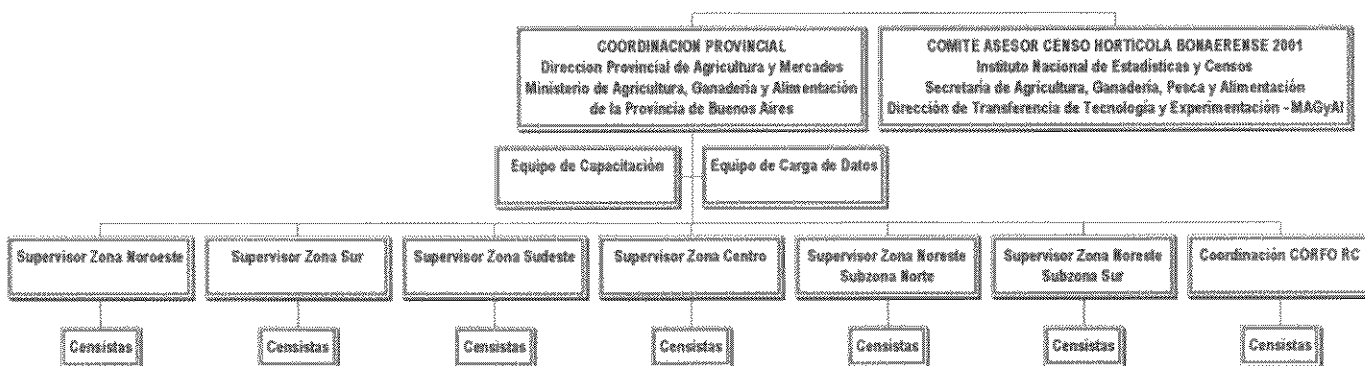 COORDINACION PROVINCIAL
Direccion Provincial de Agricultura y Mercados
Ministerio de Agricultura, Ganadería y Alimentación
de la Provincia de Buenos Aires
COMITE ASESOR CENSO HORTICOLA BONAERENSE 2001
Instituto Nacional de Estadísticas y Censos
Secretaría de Agricultura, Ganadería, Pesca y Alimentación
Dirección de Transferencia de Tecnología y Experimentación - MAGyAl
Equipo de Capacitación
Equipo de Carga de Datos
Supervisor Zona Noroeste
Supervisor Zona Sur
Supervisor Zona Sudeste
Supervisor Zona Centro
Supervisor Zona Noreste
Subzona Norte
Supervisor Zona Noreste
Subzona Sur
Coordinación CORFO RC
Censistas
Censistas
Censistas
Censistas
Censistas
Censistas
Censistas